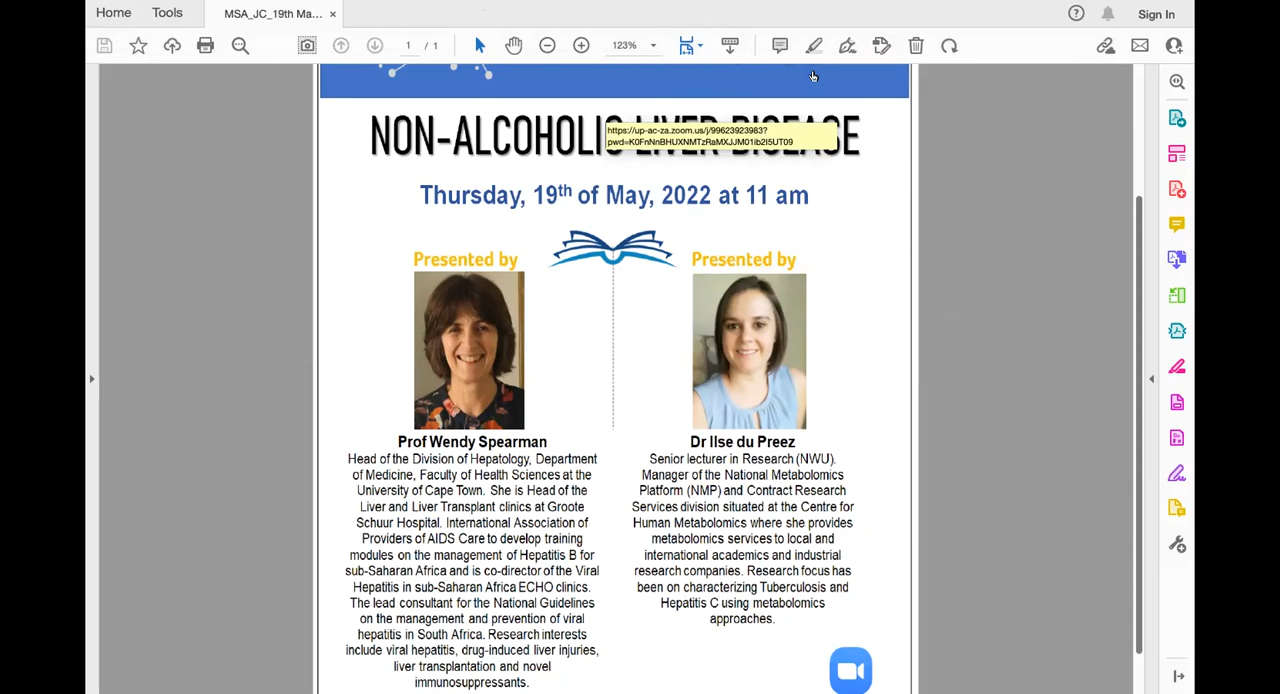 Home Tools MSA_JC_19th Ma... × Sign In
1 / 1 123%
NON-ALCOHOLIC LIVER DISEASE
https://up-ac-za.zoom.us/j/99623923983?
pwd=K0FnNnBHUXNMTzRaMXJJM01ib2I5UT09
Thursday, 19th of May, 2022 at 11 am
Presented by
Prof Wendy Spearman
Head of the Division of Hepatology, Department
of Medicine, Faculty of Health Sciences at the
University of Cape Town. She is Head of the
Liver and Liver Transplant clinics at Groote
Schuur Hospital. International Association of
Providers of AIDS Care to develop training
modules on the management of Hepatitis B for
sub-Saharan Africa and is co-director of the Viral
Hepatitis in sub-Saharan Africa ECHO clinics.
The lead consultant for the National Guidelines
on the management and prevention of viral
hepatitis in South Africa. Research interests
include viral hepatitis, drug-induced liver injuries,
liver transplantation and novel
immunosuppressants.
Presented by
Dr Ilse du Preez
Senior lecturer in Research (NWU).
Manager of the National Metabolomics
Platform (NMP) and Contract Research
Services division situated at the Centre for
Human Metabolomics where she provides
metabolomics services to local and
international academics and industrial
research companies. Research focus has
been on characterizing Tuberculosis and
Hepatitis C using metabolomics
approaches.